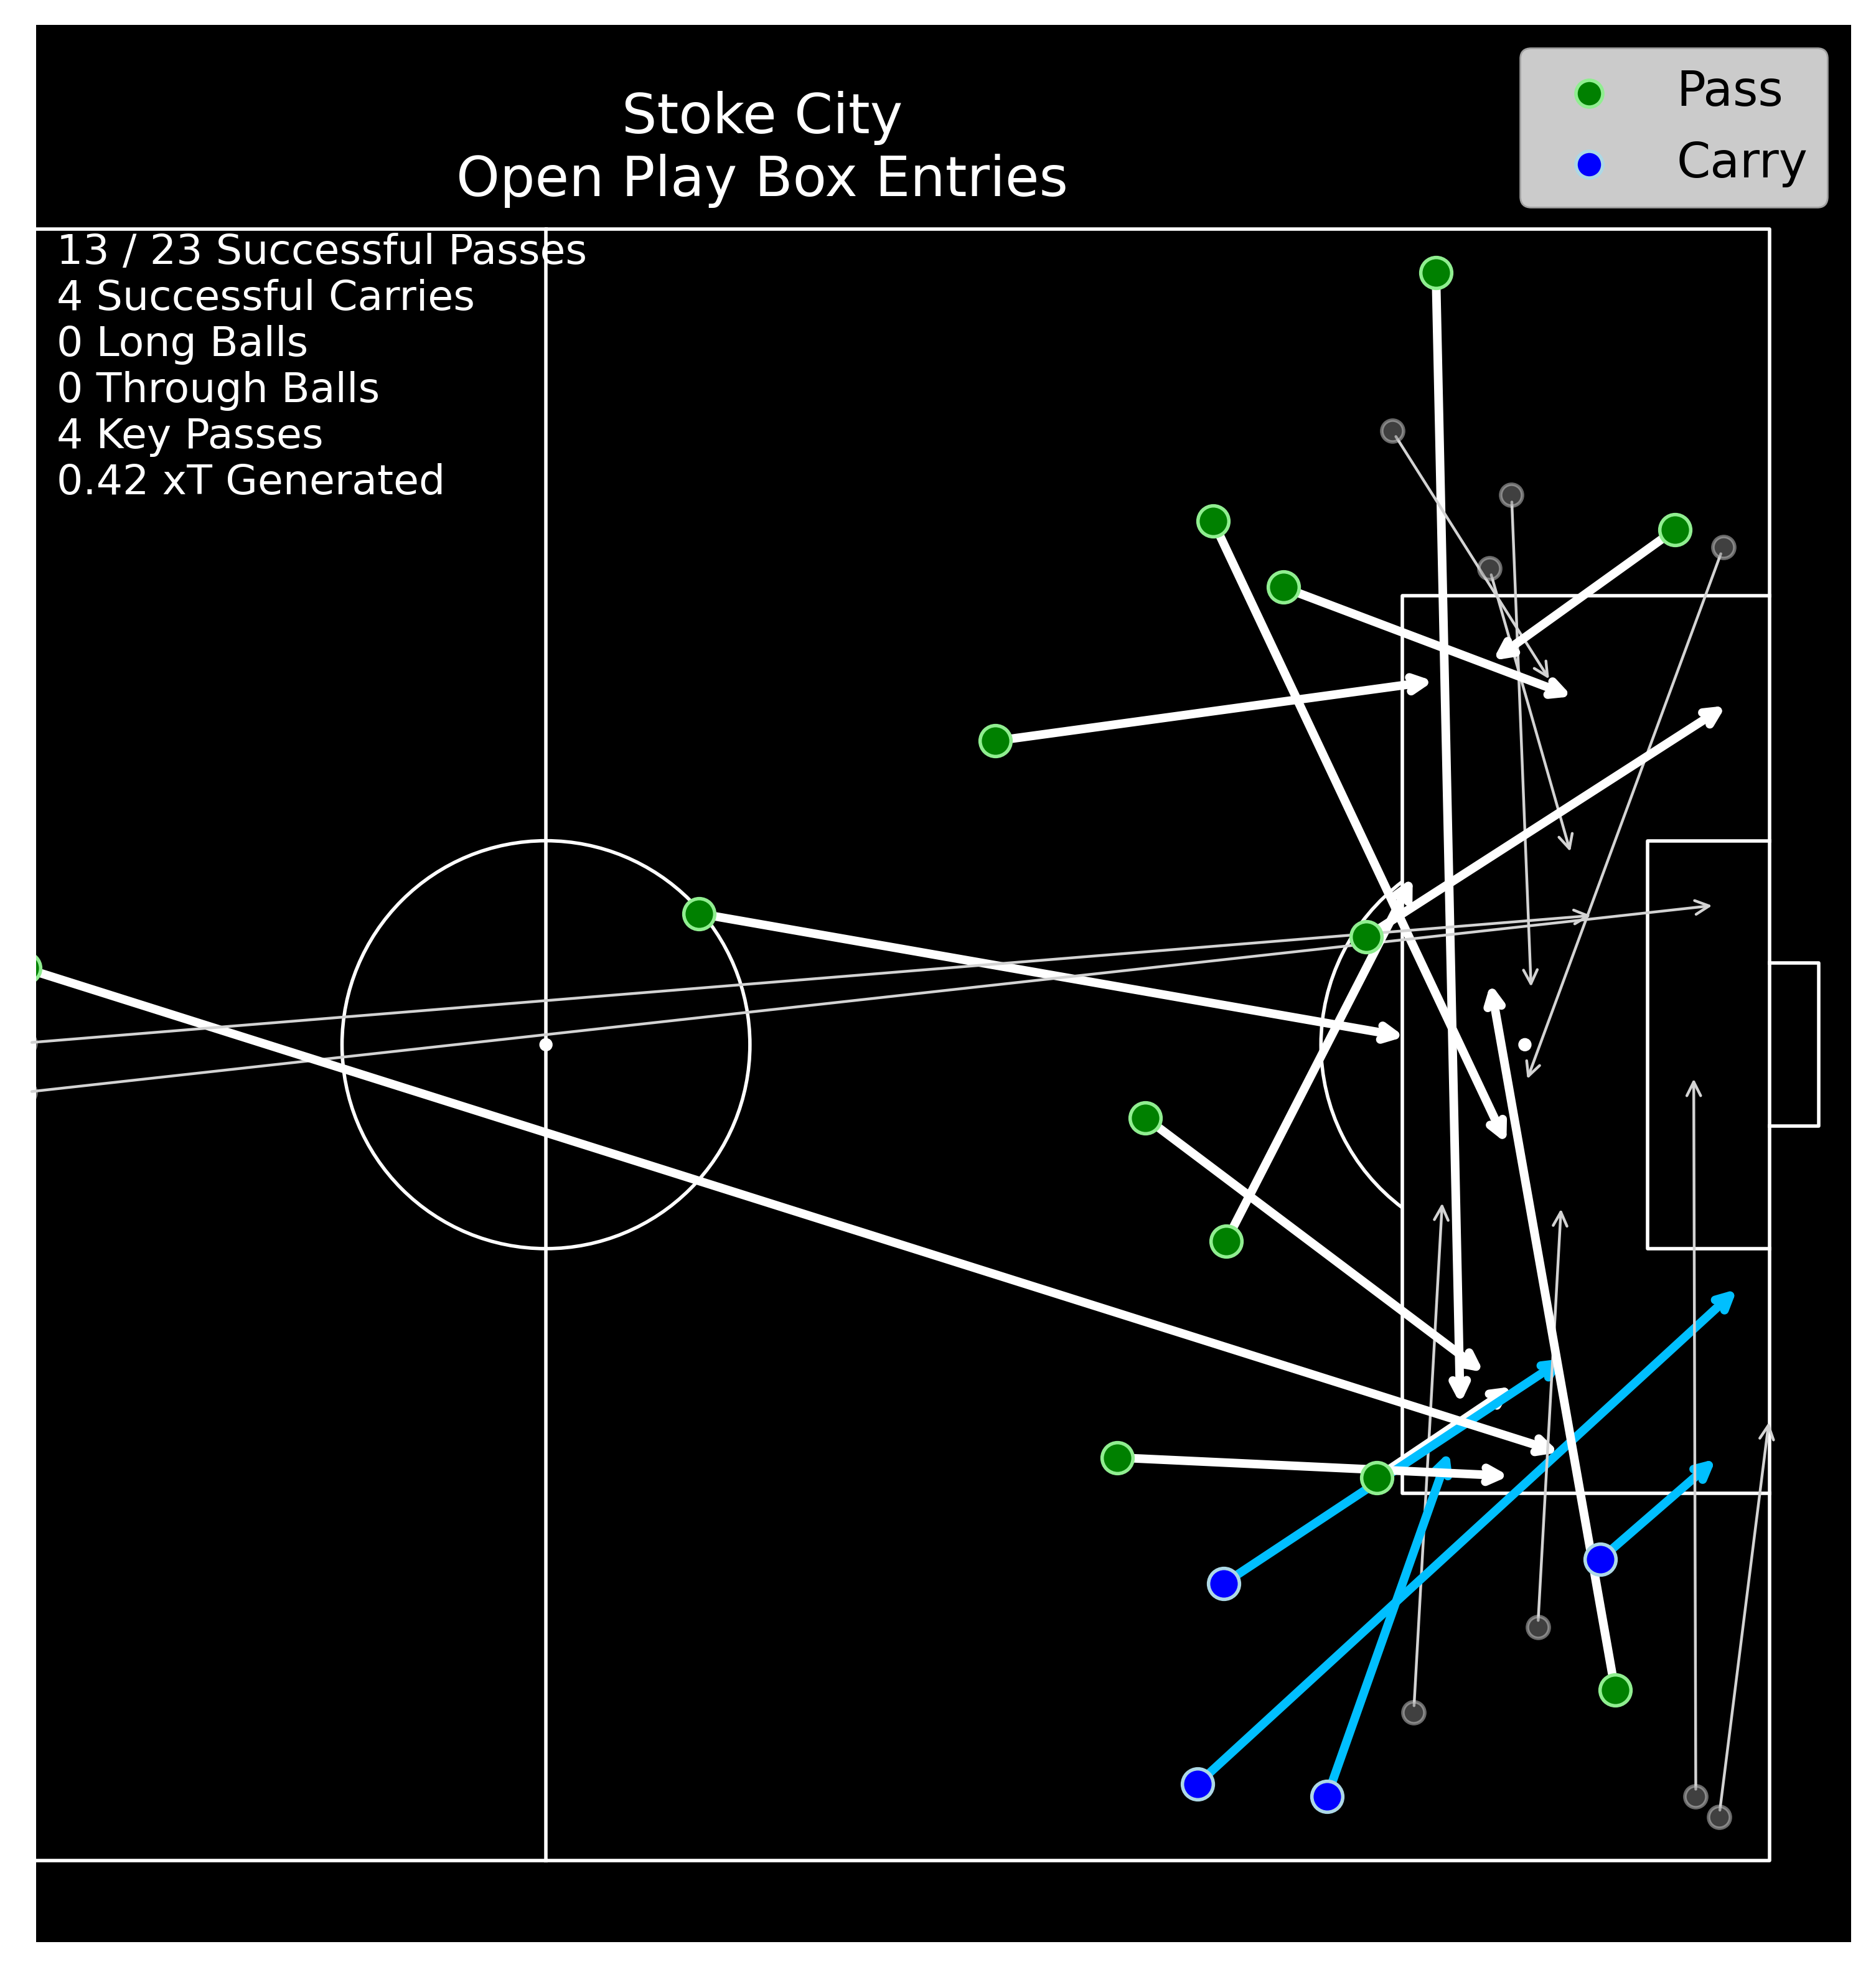 Stoke City
Open Play Box Entries
Pass
Carry
13 / 23 Successful Passes
4 Successful Carries
0 Long Balls
0 Through Balls
4 Key Passes
0.42 xT Generated